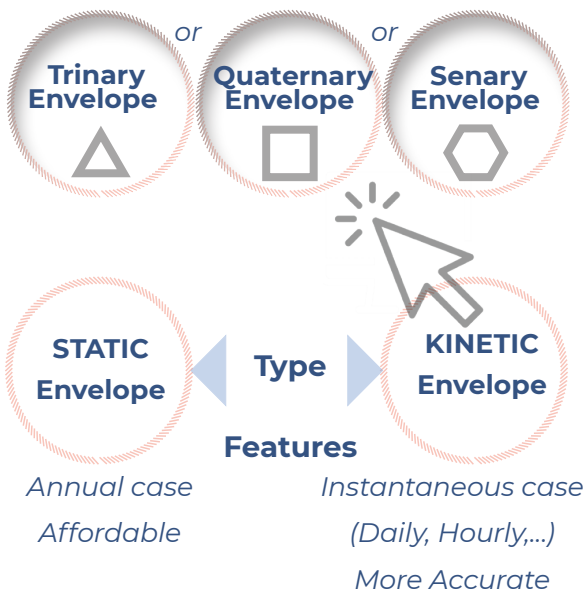 or or
Trinary Quaternary Senary
Envelope Envelope Envelope
STATIC KINETIC
Envelope Type Envelope
Features
Annual case Instantaneous case
Affordable (Daily, Hourly,...)
More Accurate